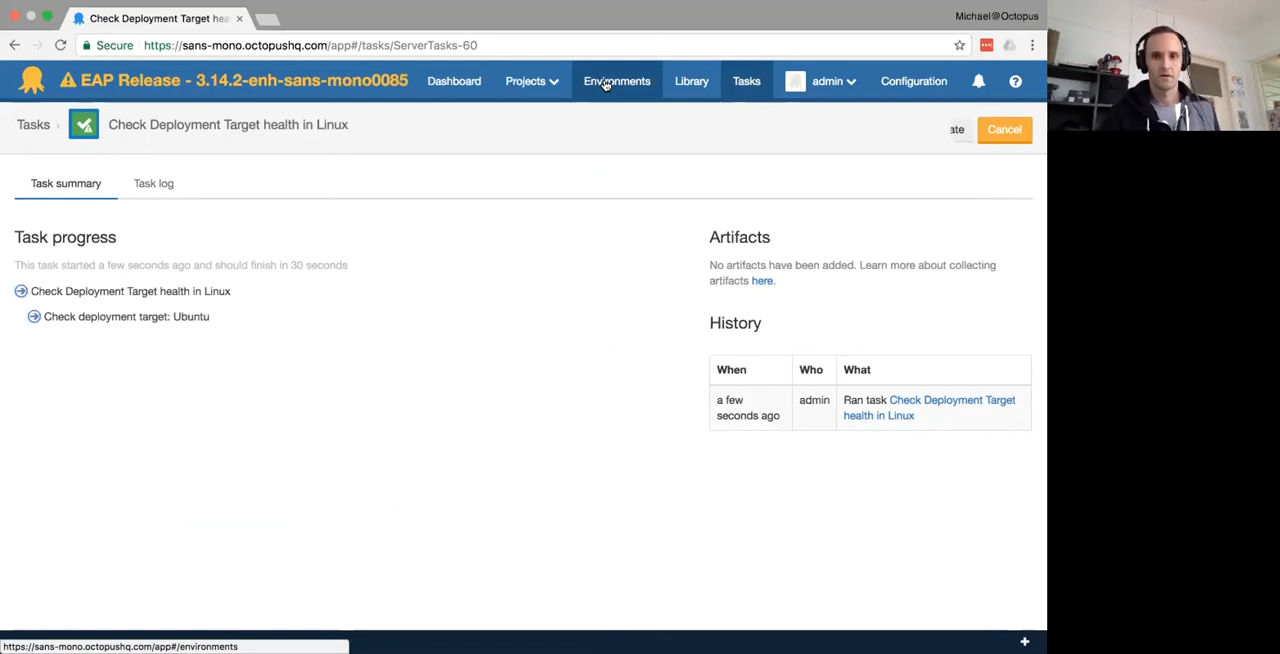 Check Deployment Target hea
Michael@Octopus
Secure https://sans-mono.octopushq.com/app#/tasks/ServerTasks-60
EAP Release - 3.14.2-enh-sans-mono0085 Dashboard Projects Environments Library Tasks admin Configuration
Tasks › Check Deployment Target health in Linux
ate Cancel
Task summary Task log
Task progress
This task started a few seconds ago and should finish in 30 seconds
Check Deployment Target health in Linux
Check deployment target: Ubuntu
Artifacts
No artifacts have been added. Learn more about collecting
artifacts here.
History
When Who What
a few seconds ago admin Ran task Check Deployment Target
health in Linux
https://sans-mono.octopushq.com/app#/environments